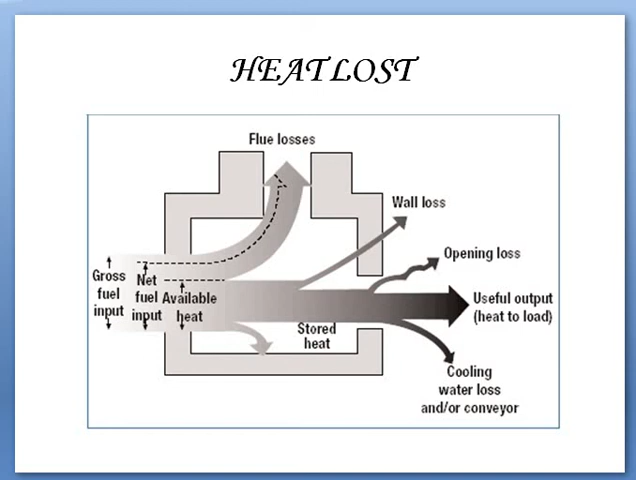 HEAT LOST
Flue losses
Wall loss
Opening loss
Gross
fuel
input
Net
fuel
input
Available
heat
Useful output
(heat to load)
Stored
heat
Cooling
water loss
and/or conveyor